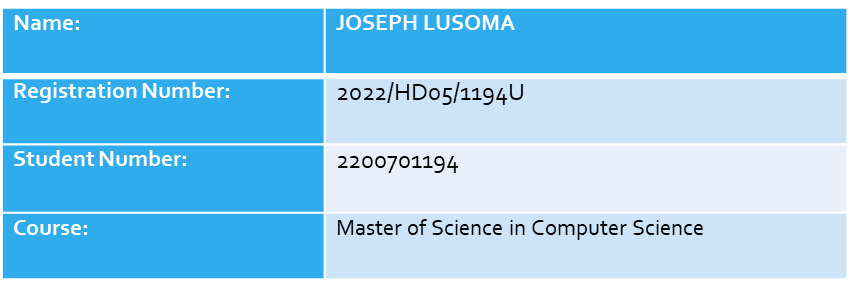 Name: JOSEPH LUSOMA
Registration Number: 2022/HD05/1194U
Student Number: 2200701194
Course: Master of Science in Computer Science